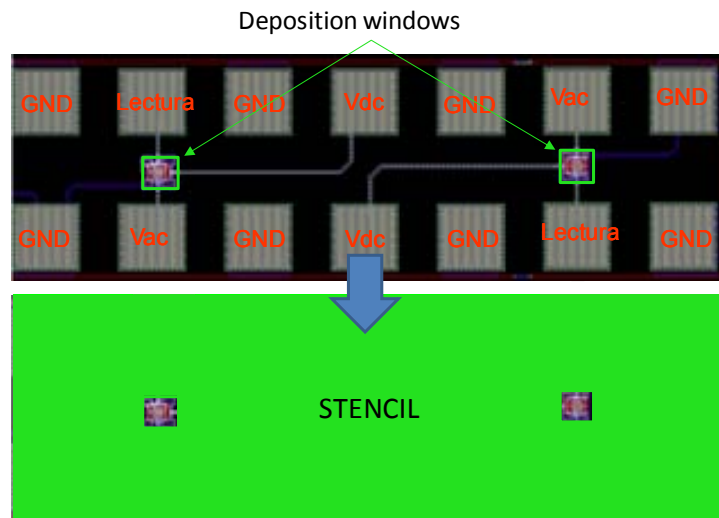 Deposition windows
GND Lectura GND Vdc GND Vac GND
GND Vac GND Vdc GND Lectura GND
STENCIL